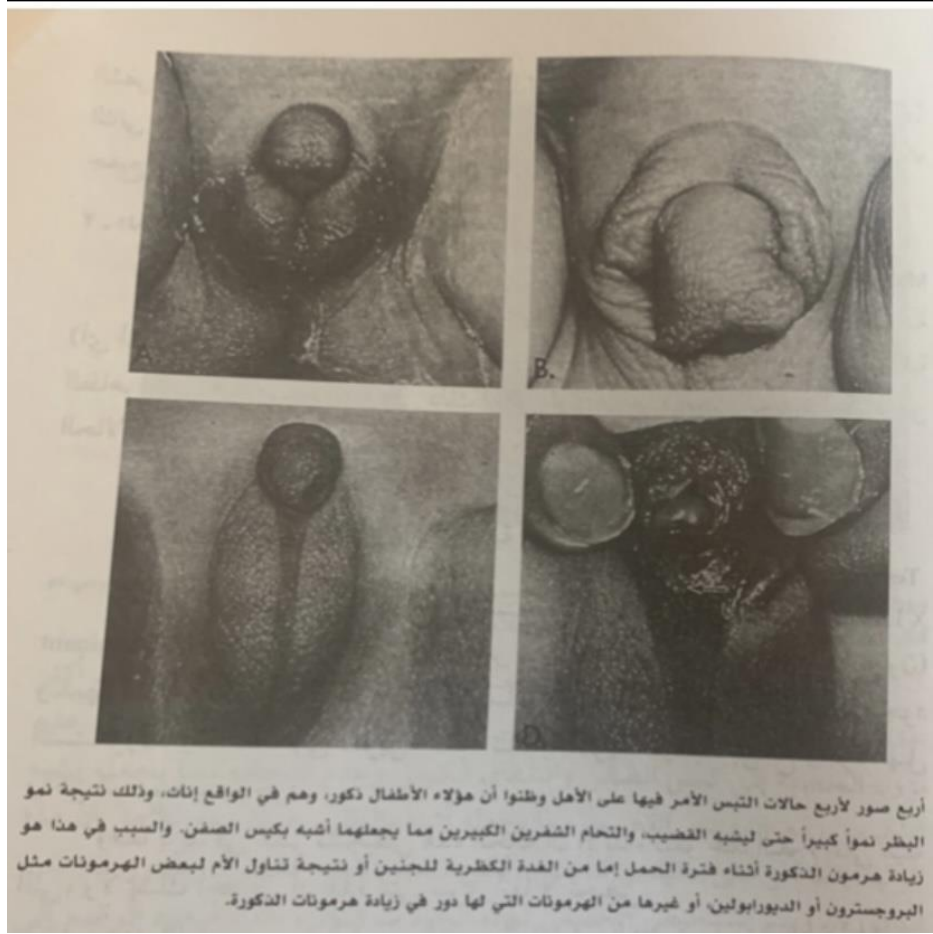 B.
D.
أربع صور لأربع حالات التبس الأمر فيها على الأهل وظنوا أن هؤلاء الأطفال ذكور، وهم في الواقع إناث، وذلك نتيجة نمو
البظر نمواً كبيراً حتى ليشبه القضيب، والتحام الشفرين الكبيرين مما يجعلهما أشبه بكيس الصفن. والسبب في هذا هو
زيادة هرمون الذكورة أثناء فترة الحمل إما من الغدة الكظرية للجنين أو نتيجة تناول الأم لبعض الهرمونات مثل
البروجسترون أو الديورابولين، أو غيرها من الهرمونات التي لها دور في زيادة هرمونات الذكورة.